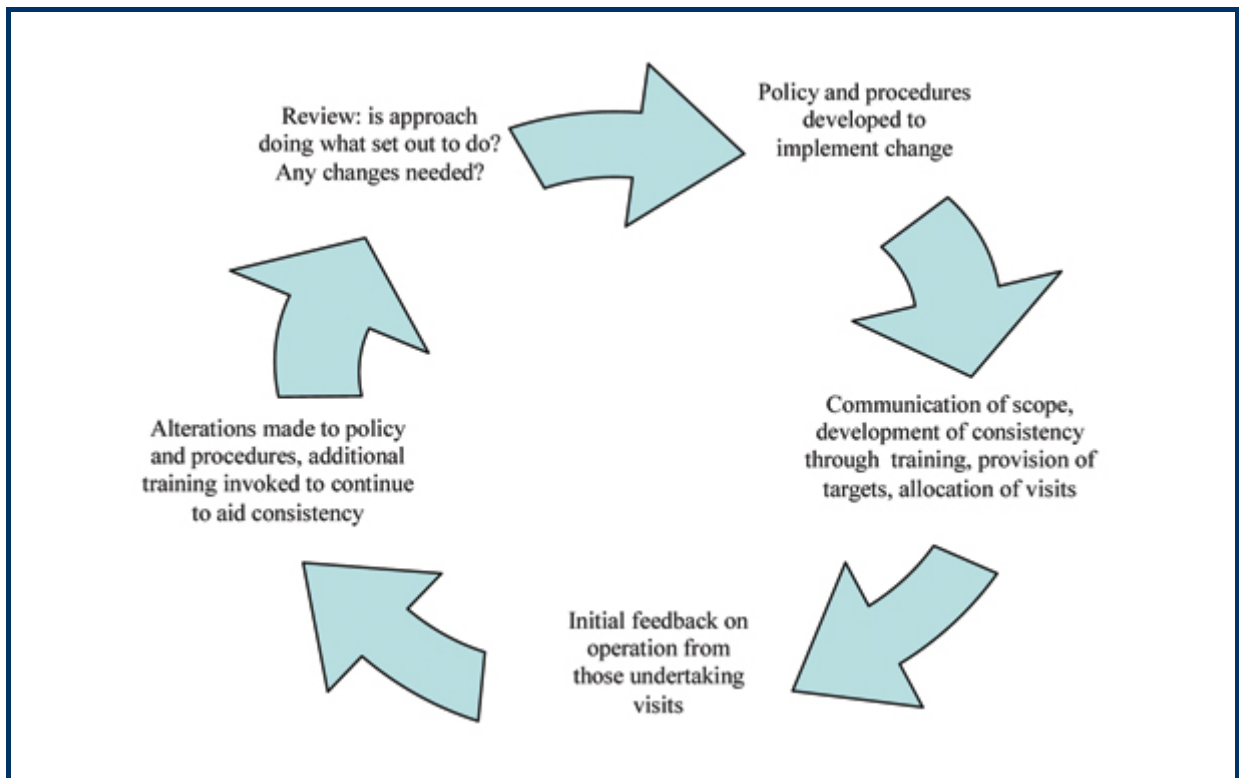 Review: is approach
doing what set out to do?
Any changes needed?
Policy and procedures
developed to
implement change
Communication of scope,
development of consistency
through training, provision of
targets, allocation of visits
Initial feedback on
operation from
those undertaking
visits
Alterations made to policy
and procedures, additional
training invoked to continue
to aid consistency